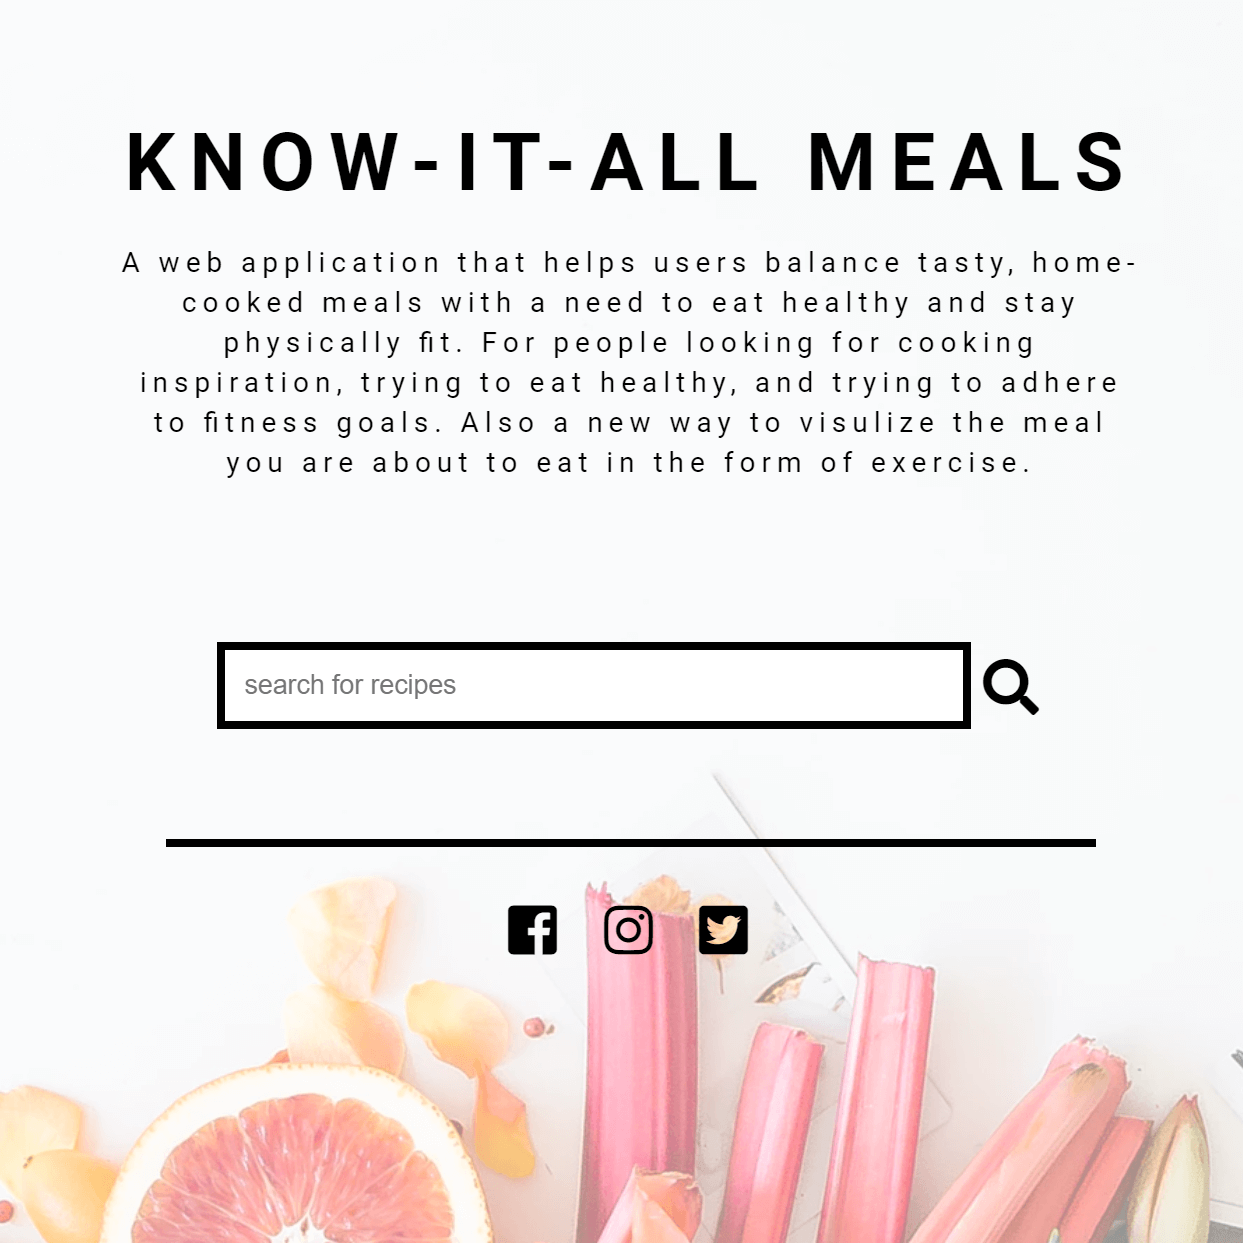 KNOW-IT-ALL MEALS
A web application that helps users balance tasty, home-
cooked meals with a need to eat healthy and stay
physically fit. For people looking for cooking
inspiration, trying to eat healthy, and trying to adhere
to fitness goals. Also a new way to visulize the meal
you are about to eat in the form of exercise.
search for recipes